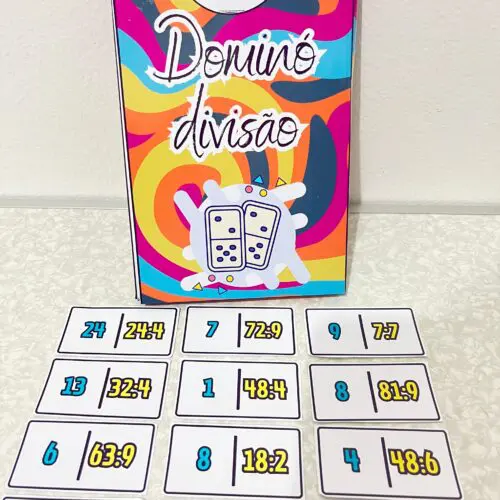 Dominó
divisão
24 | 24:4
7 | 72:9
9 | 7:7
13 | 32:4
1 | 48:4
8 | 81:9
6 | 63:9
8 | 18:2
4 | 48:6